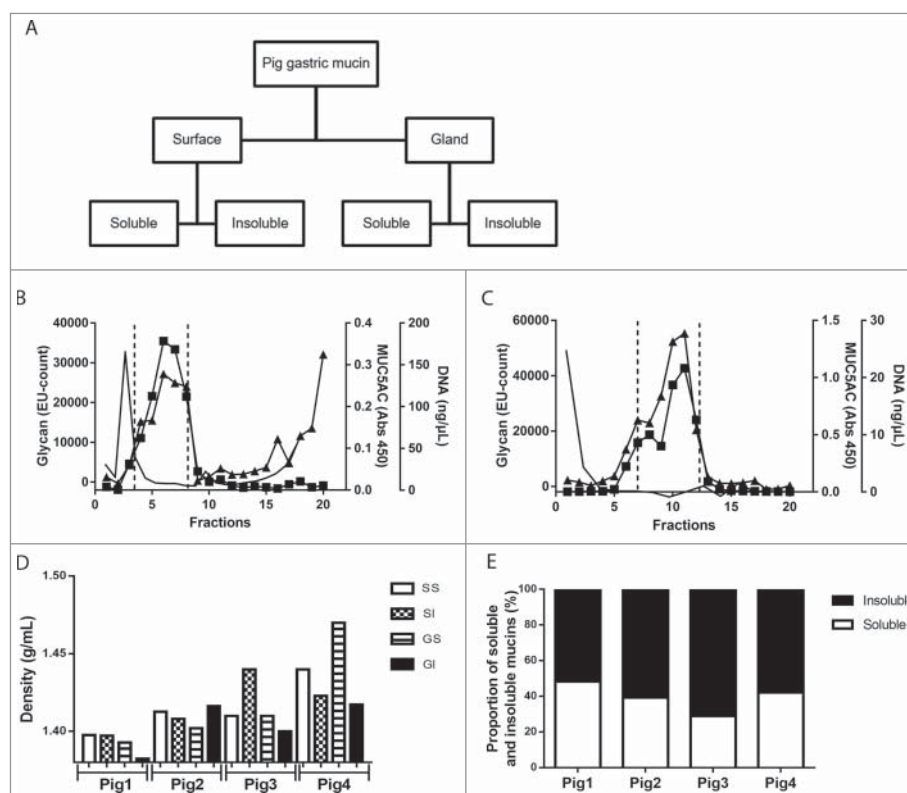 A
Pig gastric mucin
Surface
Gland
Soluble
Insoluble
Soluble
Insoluble
B
40000
30000
20000
10000
0
Glycan (EU-count)
0 5 10 15 20
Fractions
0.4
0.3
0.2
0.1
0.0
MUC5AC (Abs 450)
200
150
100
50
0
DNA (ng/µL)
C
60000
40000
20000
0
Glycan (EU-count)
0 5 10 15 20
Fractions
1.5
1.0
0.5
0.0
MUC5AC (Abs 450)
30
20
10
0
DNA (ng/µL)
D
1.50
1.45
1.40
Density (g/mL)
SS
SI
GS
GI
Pig1 Pig2 Pig3 Pig4
E
100
80
60
40
20
0
Proportion of soluble
and insoluble mucins (%)
Insolubl
Soluble
Pig1 Pig2 Pig3 Pig4